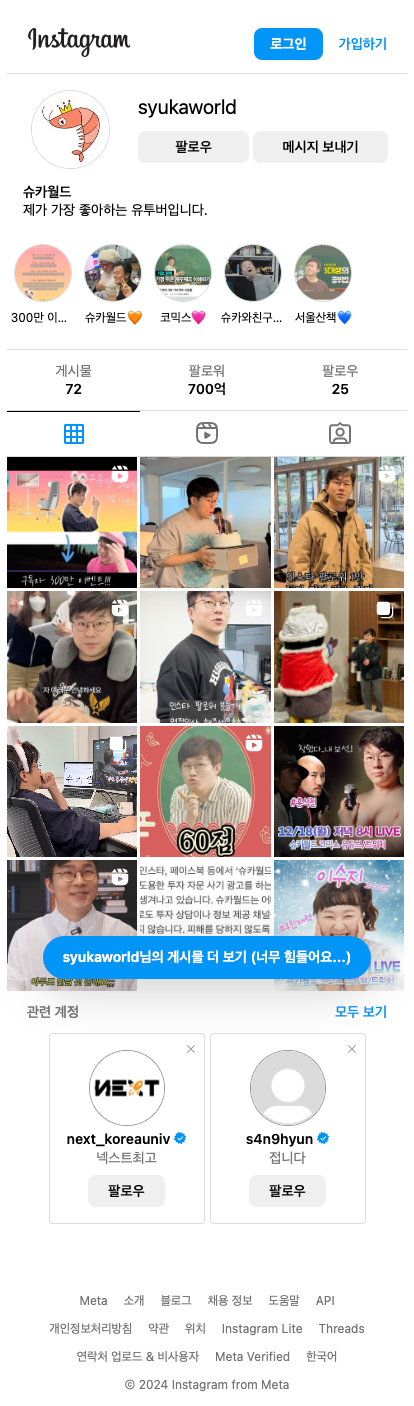 Instagram
로그인
가입하기
syukaworld
팔로우
메시지 보내기
슈카월드
제가 가장 좋아하는 유투버입니다.
300만 이...
슈카월드🧡
코믹스💗
슈카와친구...
서울산책💙
게시물
팔로워
팔로우
72
700억
25
구독자 300만 이벤트!!!
인스타 팔로워 1만
인스타 팔로워
60점
12/18(월) 저녁 8시 LIVE
이수지
인스타, 페이스북 등에서 '슈카월드
도용한 투자 자문 사기 광고를 하는
생겨나고 있습니다. 슈카월드는 어
로도 투자 상담이나 정보 제공 채널
지 않습니다. 피해를 당하지 않도록
LIVE
syukaworld님의 게시물 더 보기 (너무 힘들어요...)
관련 계정
모두 보기
NEXT
next_koreauniv
넥스트최고
팔로우
s4n9hyun
접니다
팔로우
Meta 소개 블로그 채용 정보 도움말 API
개인정보처리방침 약관 위치 Instagram Lite Threads
연락처 업로드 & 비사용자 Meta Verified 한국어
© 2024 Instagram from Meta